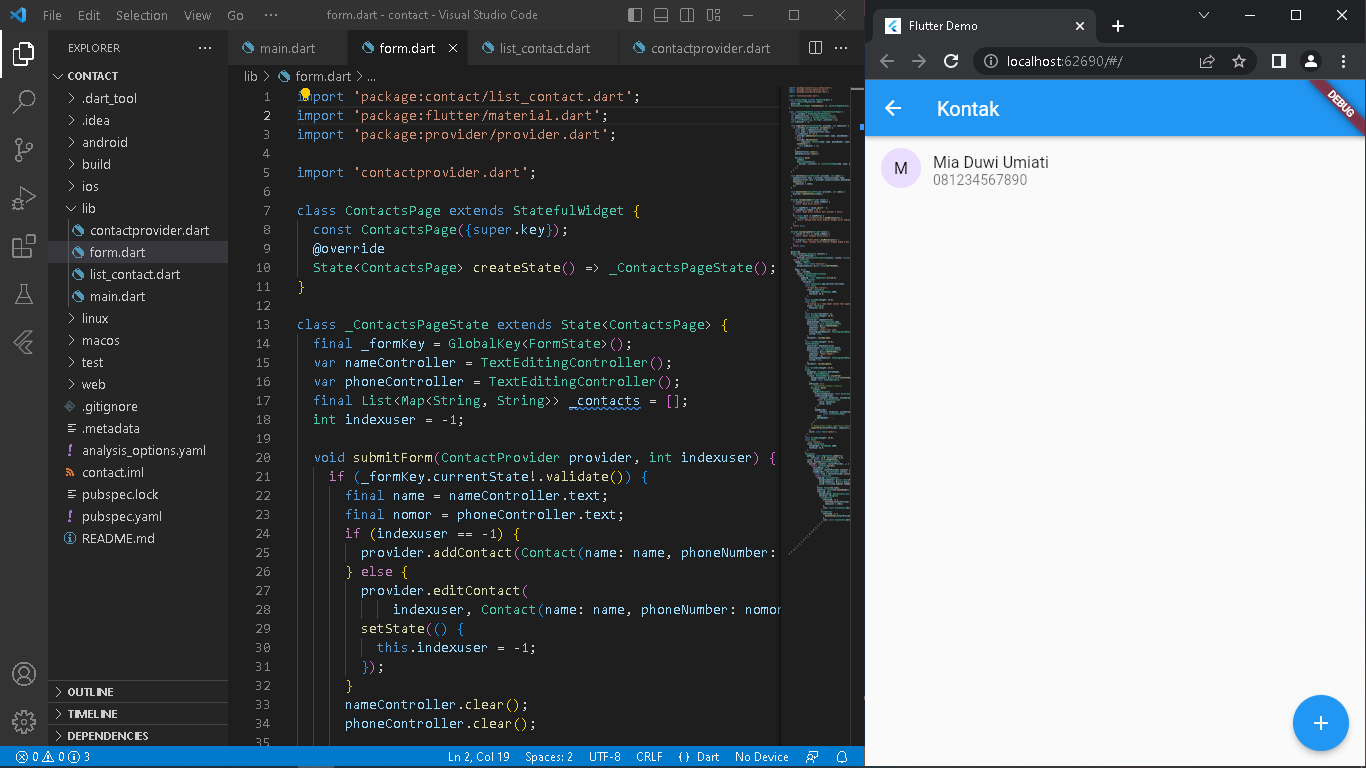 File Edit Selection View Go ··· form.dart - contact - Visual Studio Code
EXPLORER ···
CONTACT
.dart_tool
.idea
android
build
ios
lib
contactprovider.dart
form.dart
list_contact.dart
main.dart
linux
macos
test
web
.gitignore
.metadata
analysis_options.yaml
contact.iml
pubspec.lock
pubspec.yaml
README.md
OUTLINE
TIMELINE
DEPENDENCIES
main.dart form.dart list_contact.dart contactprovider.dart ···
lib > form.dart > ...
1 import 'package:contact/list_contact.dart';
2 import 'package:flutter/material.dart';
3 import 'package:provider/provider.dart';
4
5 import 'contactprovider.dart';
6
7 class ContactsPage extends StatefulWidget {
8 const ContactsPage({super.key});
9 @override
10 State<ContactsPage> createState() => _ContactsPageState();
11 }
12
13 class _ContactsPageState extends State<ContactsPage> {
14 final _formKey = GlobalKey<FormState>();
15 var nameController = TextEditingController();
16 var phoneController = TextEditingController();
17 final List<Map<String, String>> _contacts = [];
18 int indexuser = -1;
19
20 void submitForm(ContactProvider provider, int indexuser) {
21 if (_formKey.currentState!.validate()) {
22 final name = nameController.text;
23 final nomor = phoneController.text;
24 if (indexuser == -1) {
25 provider.addContact(Contact(name: name, phoneNumber:
26 } else {
27 provider.editContact(
28 indexuser, Contact(name: name, phoneNumber: nomor
29 setState(() {
30 this.indexuser = -1;
31 });
32 }
33 nameController.clear();
34 phoneController.clear();
35
0 0 3 Ln 2, Col 19 Spaces: 2 UTF-8 CRLF {} Dart No Device
Flutter Demo
localhost:62690/#/
Kontak
DEBUG
M Mia Duwi Umiati
081234567890